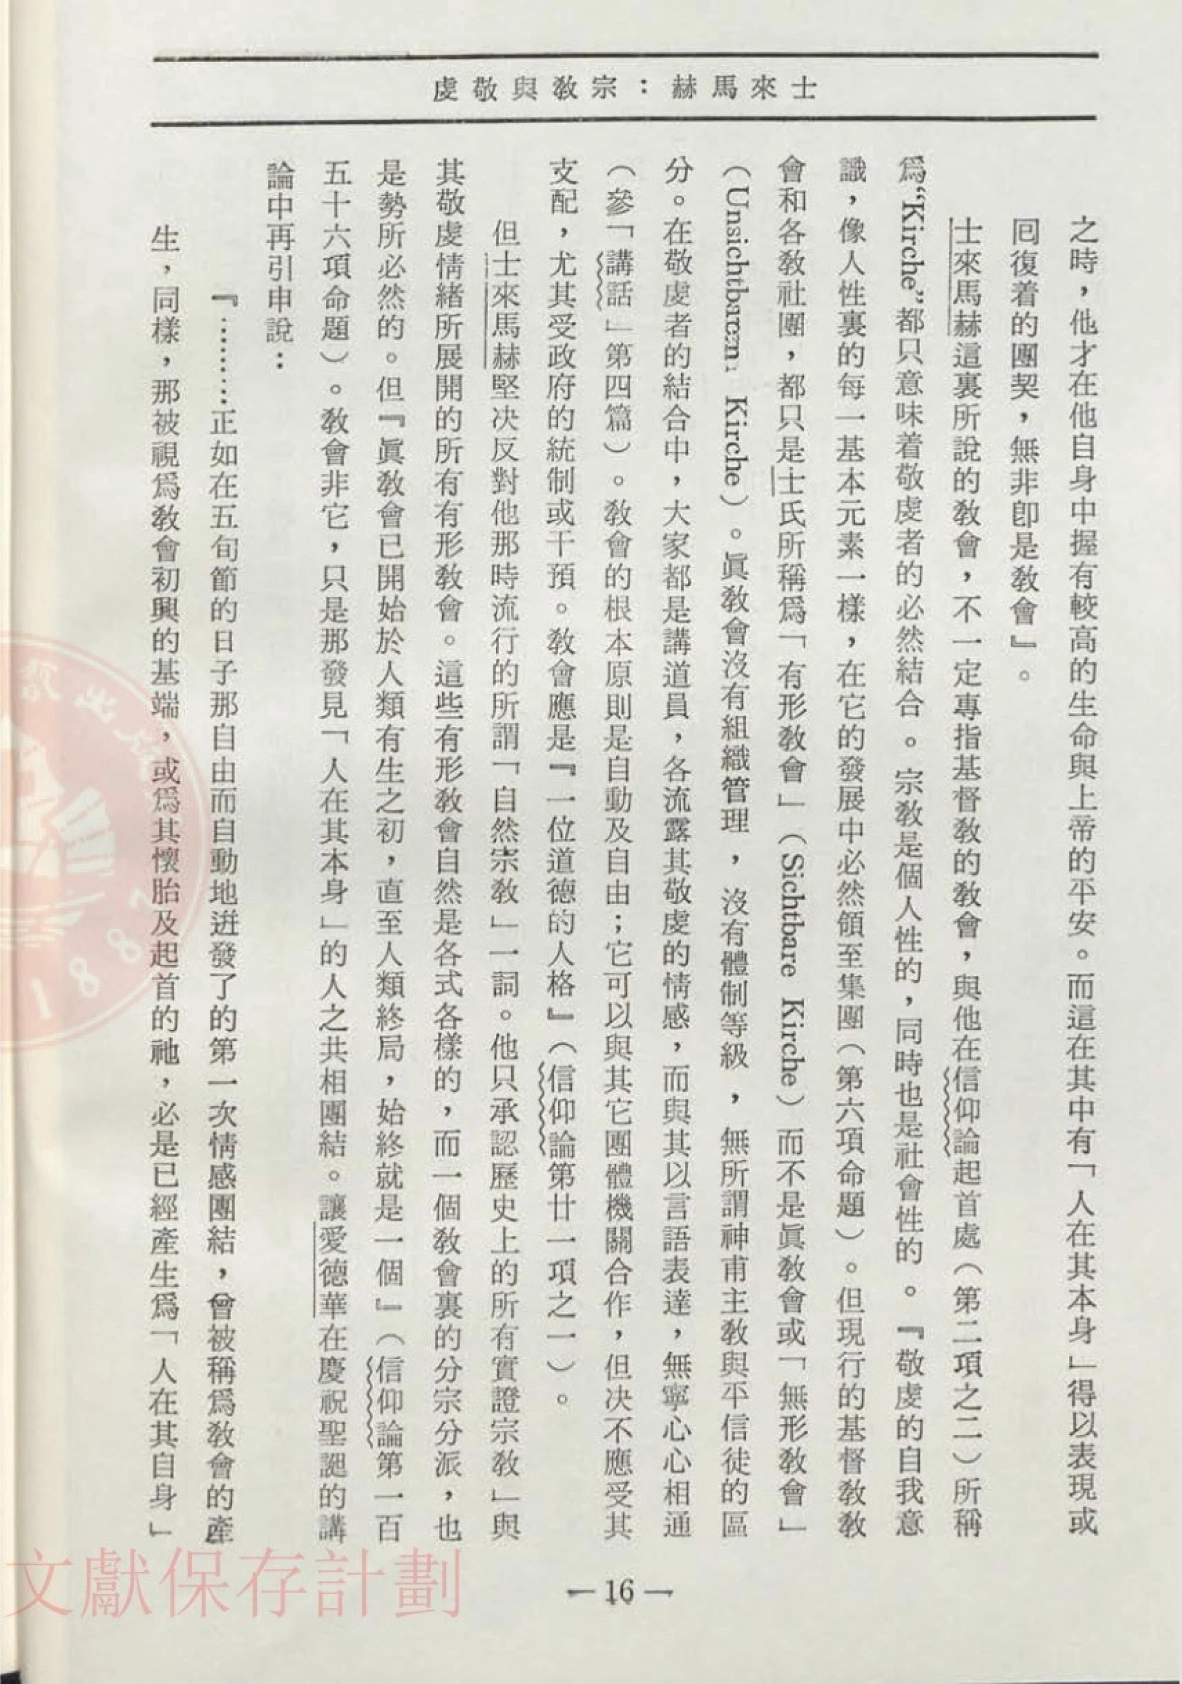 士來馬赫：宗敎與敬虔
之時，他才在他自身中握有較高的生命與上帝的平安。而這在其中有「人在其本身」得以表現或
囘復着的團契，無非卽是敎會』。
士來馬赫這裏所說的敎會，不一定專指基督敎的敎會，與他在信仰論起首處（第二項之二）所稱
爲“Kirche”都只意味着敬虔者的必然結合。宗敎是個人性的，同時也是社會性的。『敬虔的自我意
識，像人性裏的每一基本元素一樣，在它的發展中必然領至集團（第六項命題）。但現行的基督敎敎
會和各敎社團，都只是士氏所稱爲「有形敎會」（Sichtbare Kirche）而不是眞敎會或「無形敎會」
（Unsichtbaren Kirche）。眞敎會沒有組織管理，沒有體制等級，無所謂神甫主敎與平信徒的區
分。在敬虔者的結合中，大家都是講道員，各流露其敬虔的情感，而與其以言語表達，無寧心心相通
（參「講話」第四篇）。敎會的根本原則是自動及自由；它可以與其它團體機關合作，但決不應受其
支配，尤其受政府的統制或干預。敎會應是『一位道德的人格』（信仰論第廿一項之一）。
但士來馬赫堅決反對他那時流行的所謂「自然宗敎」一詞。他只承認歷史上的所有實證宗敎」與
其敬虔情緒所展開的所有有形敎會。這些有形敎會自然是各式各樣的，而一個敎會裏的分宗分派，也
是勢所必然的。但『眞敎會已開始於人類有生之初，直至人類終局，始終就是一個』（信仰論第一百
五十六項命題）。敎會非它，只是那發見「人在其本身」的人之共相團結。讓愛德華在慶祝聖誕的講
論中再引申說：
『………正如在五旬節的日子那自由而自動地迸發了的第一次情感團結，曾被稱爲敎會的產
生，同樣，那被視爲敎會初興的基端，或爲其懷胎及起首的祂，必是已經產生爲「人在其自身」
—16—
文獻保存計劃
1882